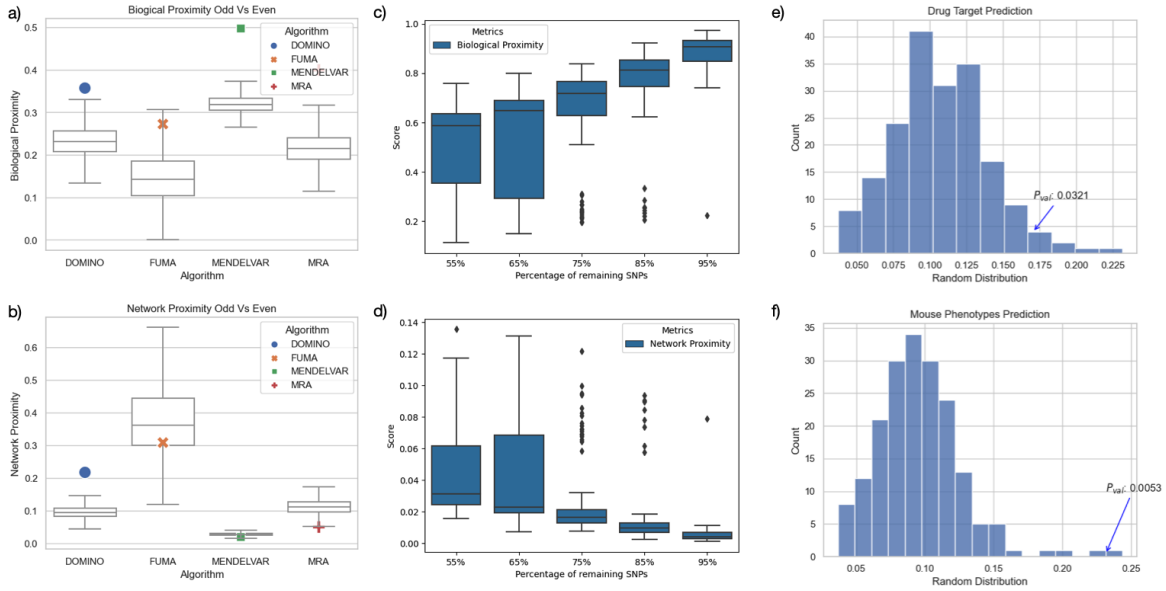 a)
Biogical Proximity Odd Vs Even
0.5
0.4
0.3
0.2
0.1
0.0
Biological Proximity
Algorithm
DOMINO
FUMA
MENDELVAR
MRA
DOMINO FUMA MENDELVAR MRA
Algorithm
c)
1.0
0.8
0.6
0.4
0.2
Score
Metrics
Biological Proximity
55% 65% 75% 85% 95%
Percentage of remaining SNPs
e)
Drug Target Prediction
40
35
30
25
20
15
10
5
0
Count
Pval: 0.0321
0.050 0.075 0.100 0.125 0.150 0.175 0.200 0.225
Random Distribution
b)
Network Proximity Odd Vs Even
0.6
0.5
0.4
0.3
0.2
0.1
0.0
Network Proximity
Algorithm
DOMINO
FUMA
MENDELVAR
MRA
DOMINO FUMA MENDELVAR MRA
Algorithm
d)
0.14
0.12
0.10
0.08
0.06
0.04
0.02
0.00
Score
Metrics
Network Proximity
55% 65% 75% 85% 95%
Percentage of remaining SNPs
f)
Mouse Phenotypes Prediction
35
30
25
20
15
10
5
0
Count
Pval: 0.0053
0.05 0.10 0.15 0.20 0.25
Random Distribution